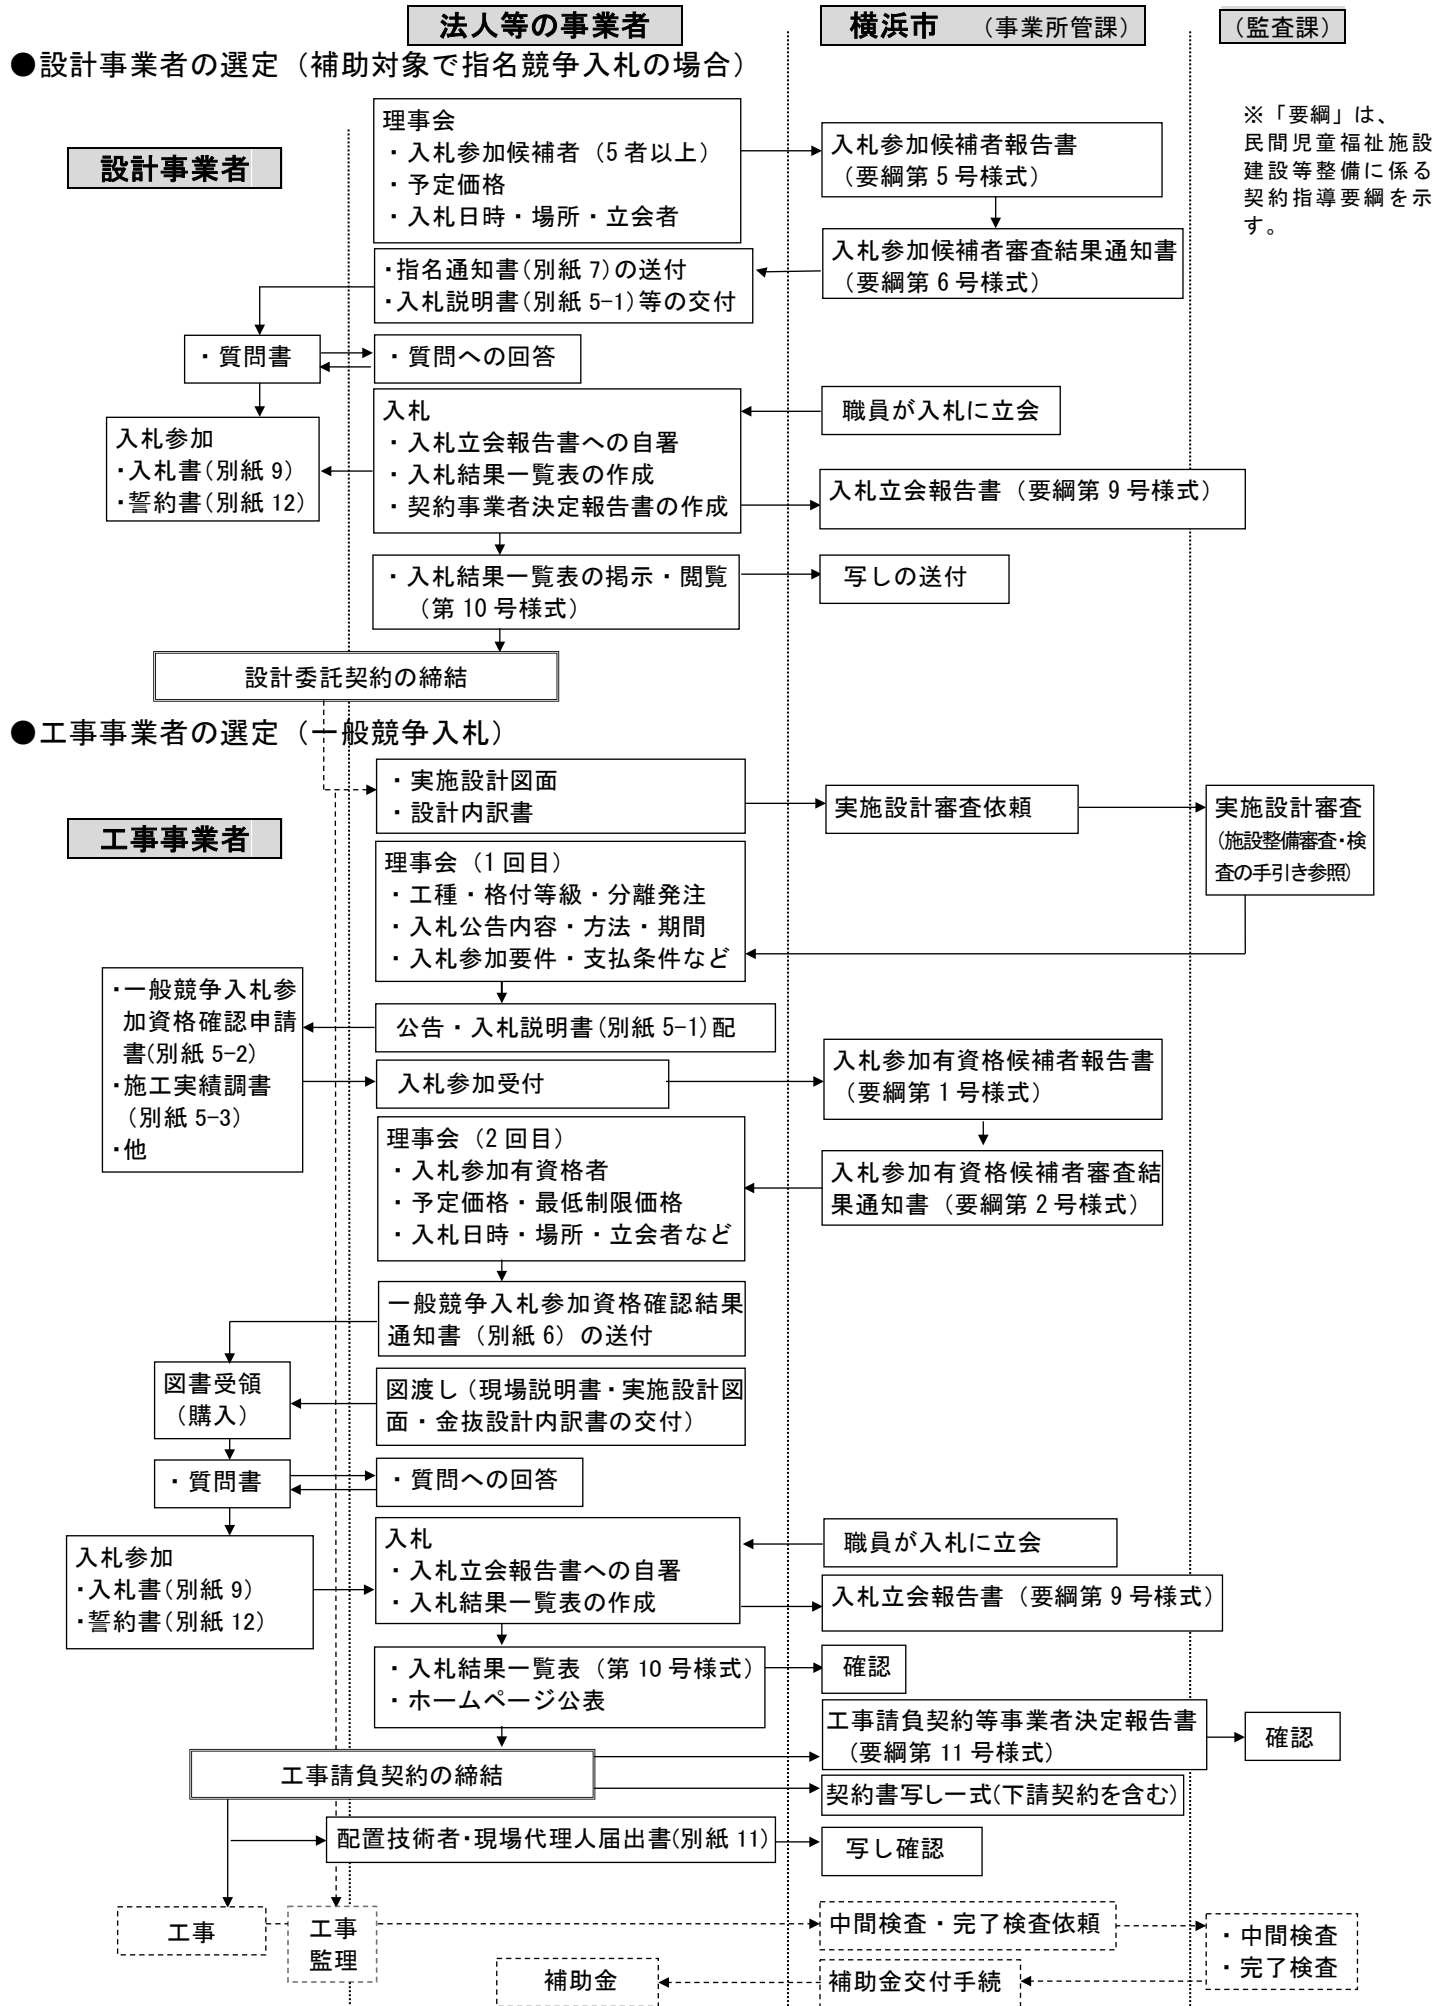 法人等の事業者
横浜市 （事業所管課）
（監査課）
●設計事業者の選定（補助対象で指名競争入札の場合）
設計事業者
理事会
・入札参加候補者（5者以上）
・予定価格
・入札日時・場所・立会者
入札参加候補者報告書
（要綱第5号様式）
※「要綱」は、
民間児童福祉施設
建設等整備に係る
契約指導要綱を示
す。
入札参加候補者審査結果通知書
（要綱第6号様式）
・指名通知書(別紙7)の送付
・入札説明書(別紙5-1)等の交付
・質問書
・質問への回答
入札
・入札立会報告書への自署
・入札結果一覧表の作成
・契約事業者決定報告書の作成
職員が入札に立会
入札参加
・入札書(別紙9)
・誓約書(別紙12)
入札立会報告書（要綱第9号様式）
・入札結果一覧表の掲示・閲覧
（第10号様式）
写しの送付
設計委託契約の締結
●工事事業者の選定（一般競争入札）
・実施設計図面
・設計内訳書
実施設計審査依頼
実施設計審査
(施設整備審査・検
査の手引き参照)
工事事業者
理事会（1回目）
・工種・格付等級・分離発注
・入札公告内容・方法・期間
・入札参加要件・支払条件など
・一般競争入札参
加資格確認申請
書(別紙5-2)
・施工実績調書
（別紙5-3）
・他
公告・入札説明書(別紙5-1)配
入札参加受付
入札参加有資格候補者報告書
（要綱第1号様式）
理事会（2回目）
・入札参加有資格者
・予定価格・最低制限価格
・入札日時・場所・立会者など
入札参加有資格候補者審査結
果通知書（要綱第2号様式）
一般競争入札参加資格確認結果
通知書（別紙6）の送付
図書受領
（購入）
図渡し（現場説明書・実施設計図
面・金抜設計内訳書の交付）
・質問書
・質問への回答
入札
・入札立会報告書への自署
・入札結果一覧表の作成
職員が入札に立会
入札参加
・入札書(別紙9)
・誓約書(別紙12)
入札立会報告書（要綱第9号様式）
・入札結果一覧表（第10号様式）
・ホームページ公表
確認
工事請負契約等事業者決定報告書
（要綱第11号様式）
確認
工事請負契約の締結
契約書写し一式(下請契約を含む)
配置技術者・現場代理人届出書(別紙11)
写し確認
工事
工事
監理
中間検査・完了検査依頼
・中間検査
・完了検査
補助金
補助金交付手続